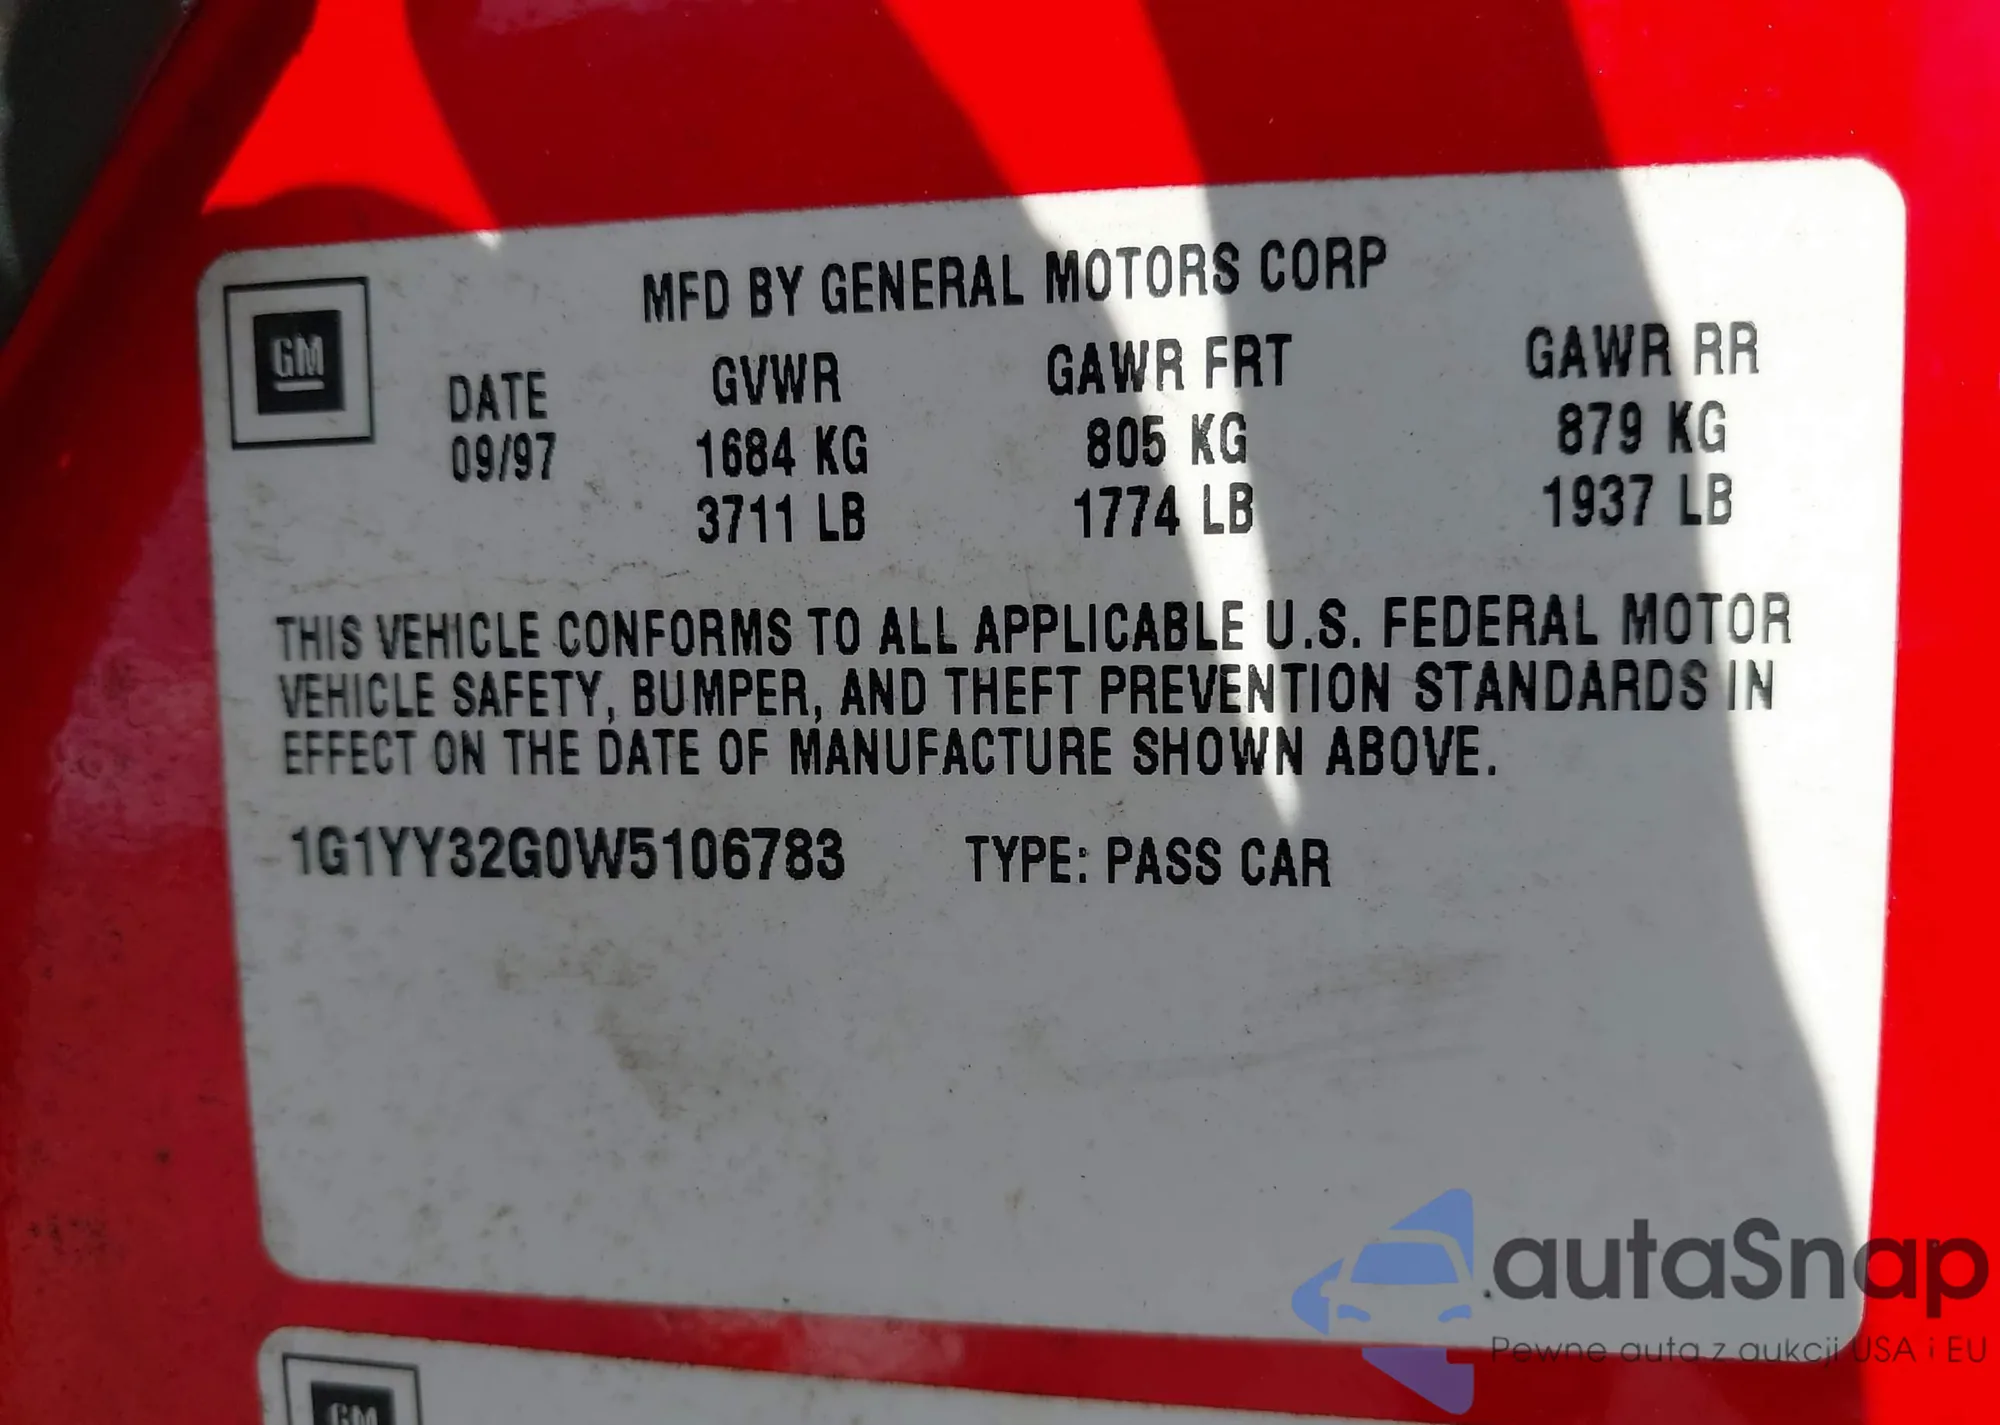 MFD BY GENERAL MOTORS CORP
GM
DATE GVWR GAWR FRT GAWR RR
09/97 1684 KG 805 KG 879 KG
3711 LB 1774 LB 1937 LB
THIS VEHICLE CONFORMS TO ALL APPLICABLE U.S. FEDERAL MOTOR
VEHICLE SAFETY, BUMPER, AND THEFT PREVENTION STANDARDS IN
EFFECT ON THE DATE OF MANUFACTURE SHOWN ABOVE.
1G1YY32G0W5106783 TYPE: PASS CAR
.autaSnap
Pewne auta z aukcji USA i EU
GM